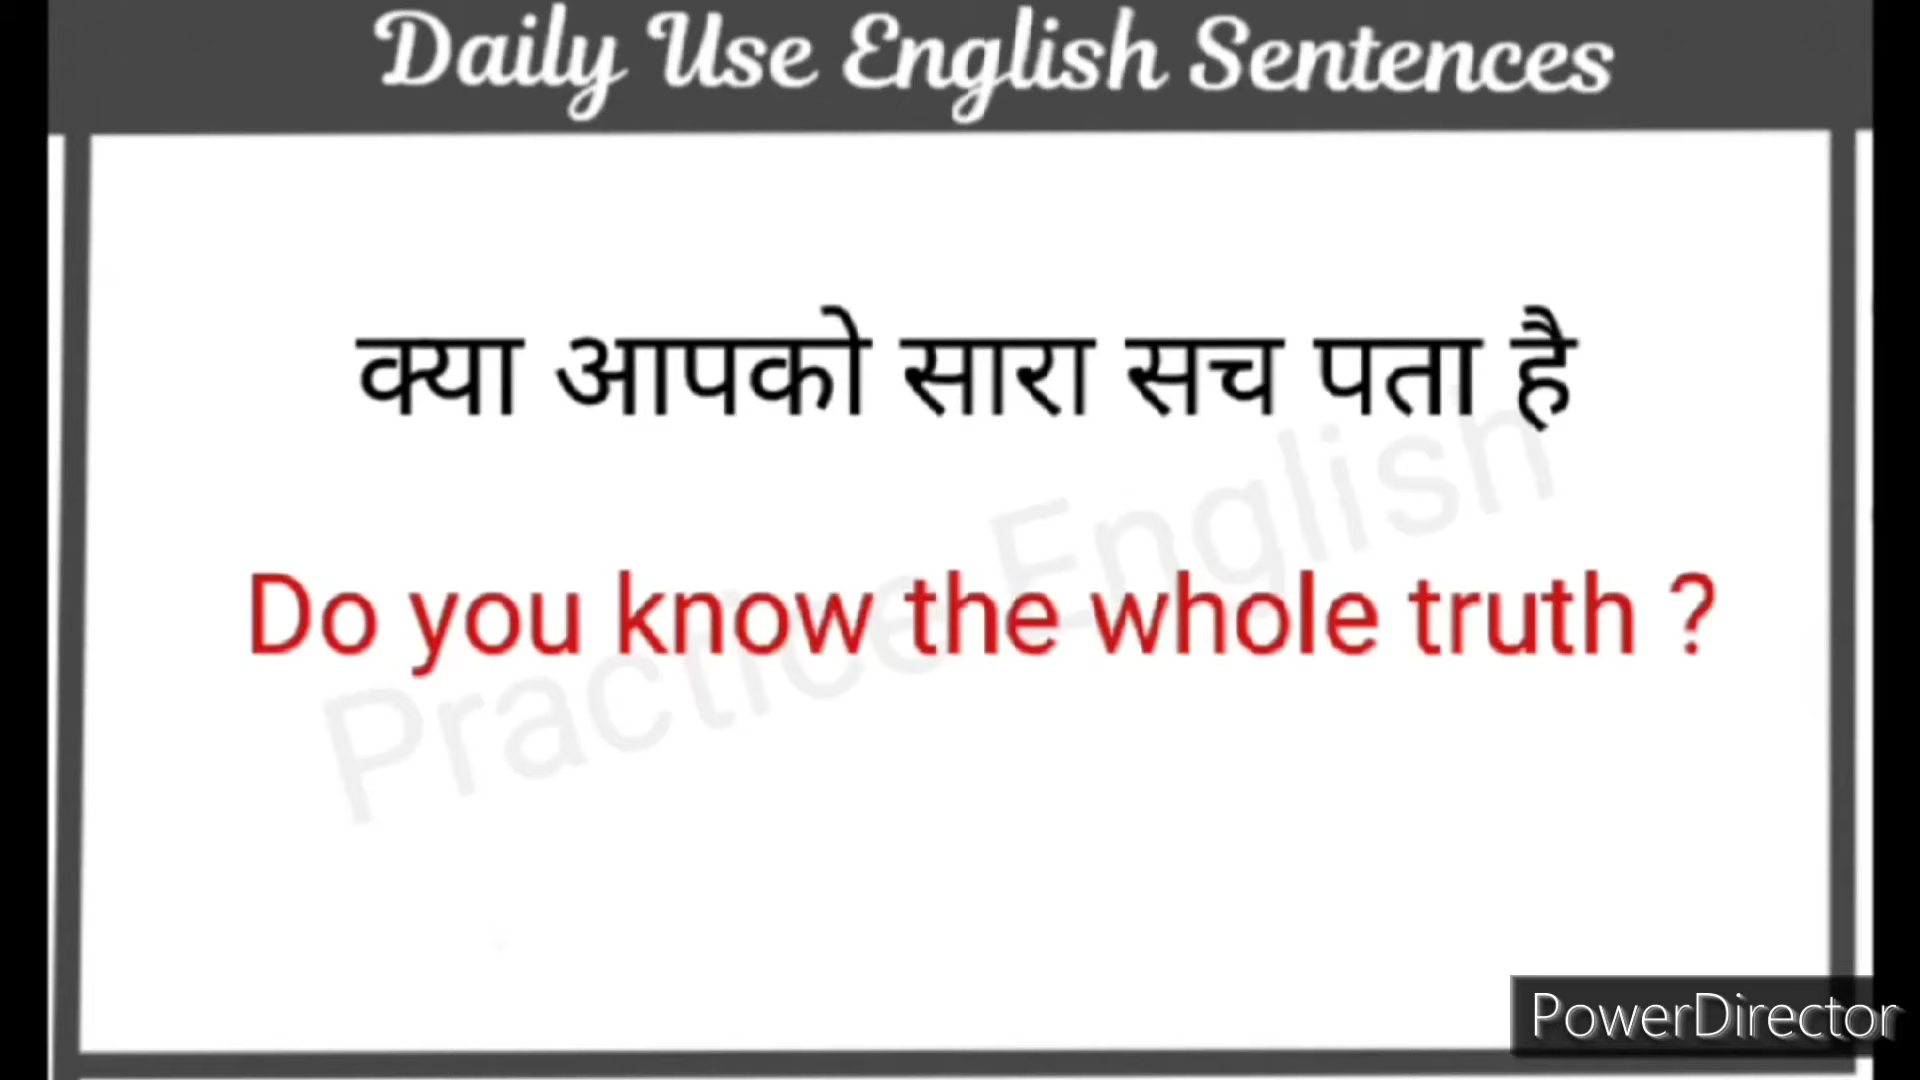 Daily Use English Sentences
क्या आपको सारा सच पता है
Do you know the whole truth ?
Practice English
PowerDirector